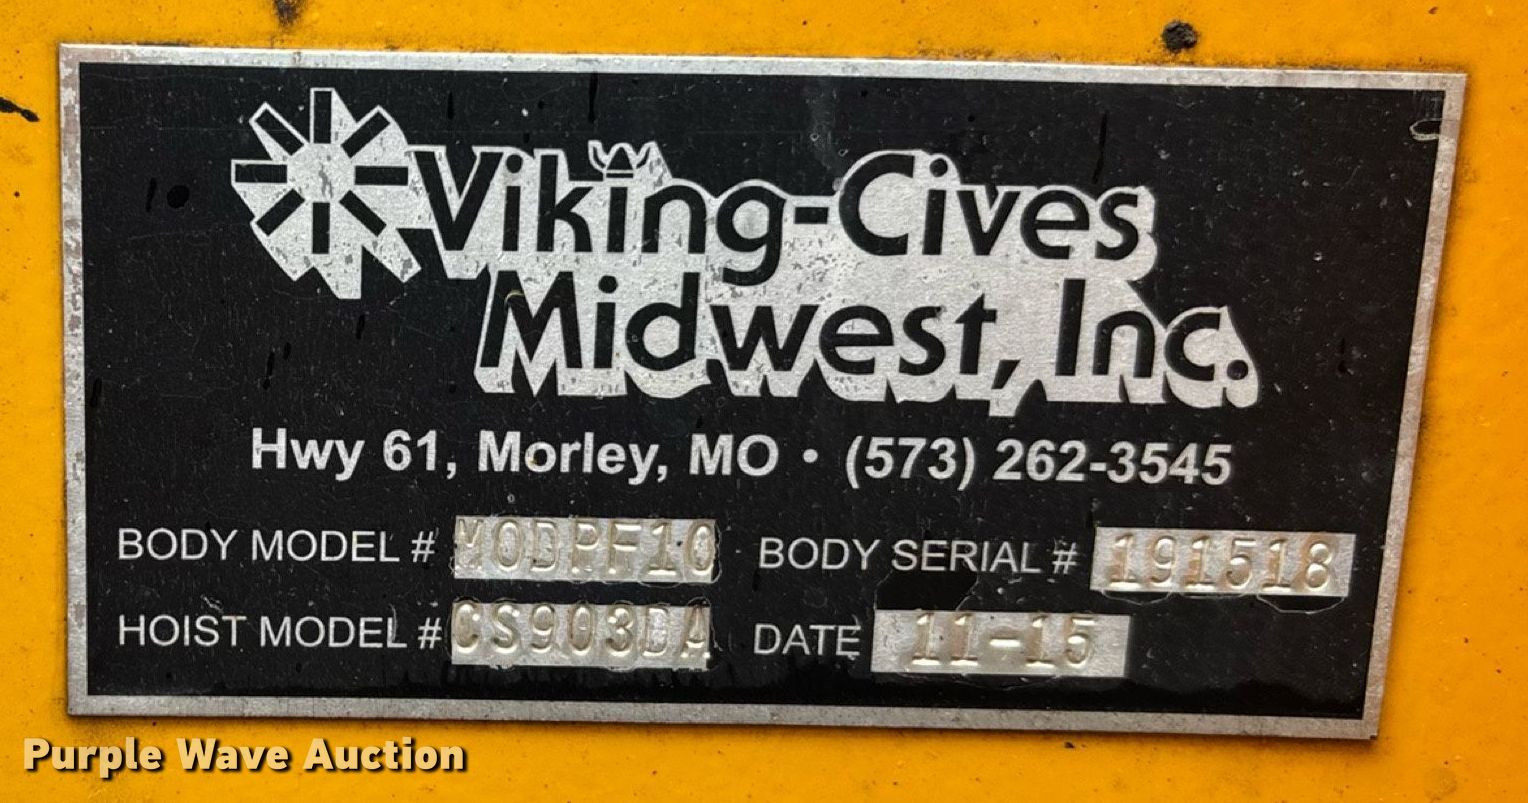 Viking-Cives
Midwest, Inc.
Hwy 61, Morley, MO • (573) 262-3545
BODY MODEL # MODPF10 BODY SERIAL # 191518
HOIST MODEL # CS903DA DATE 11-15
Purple Wave Auction